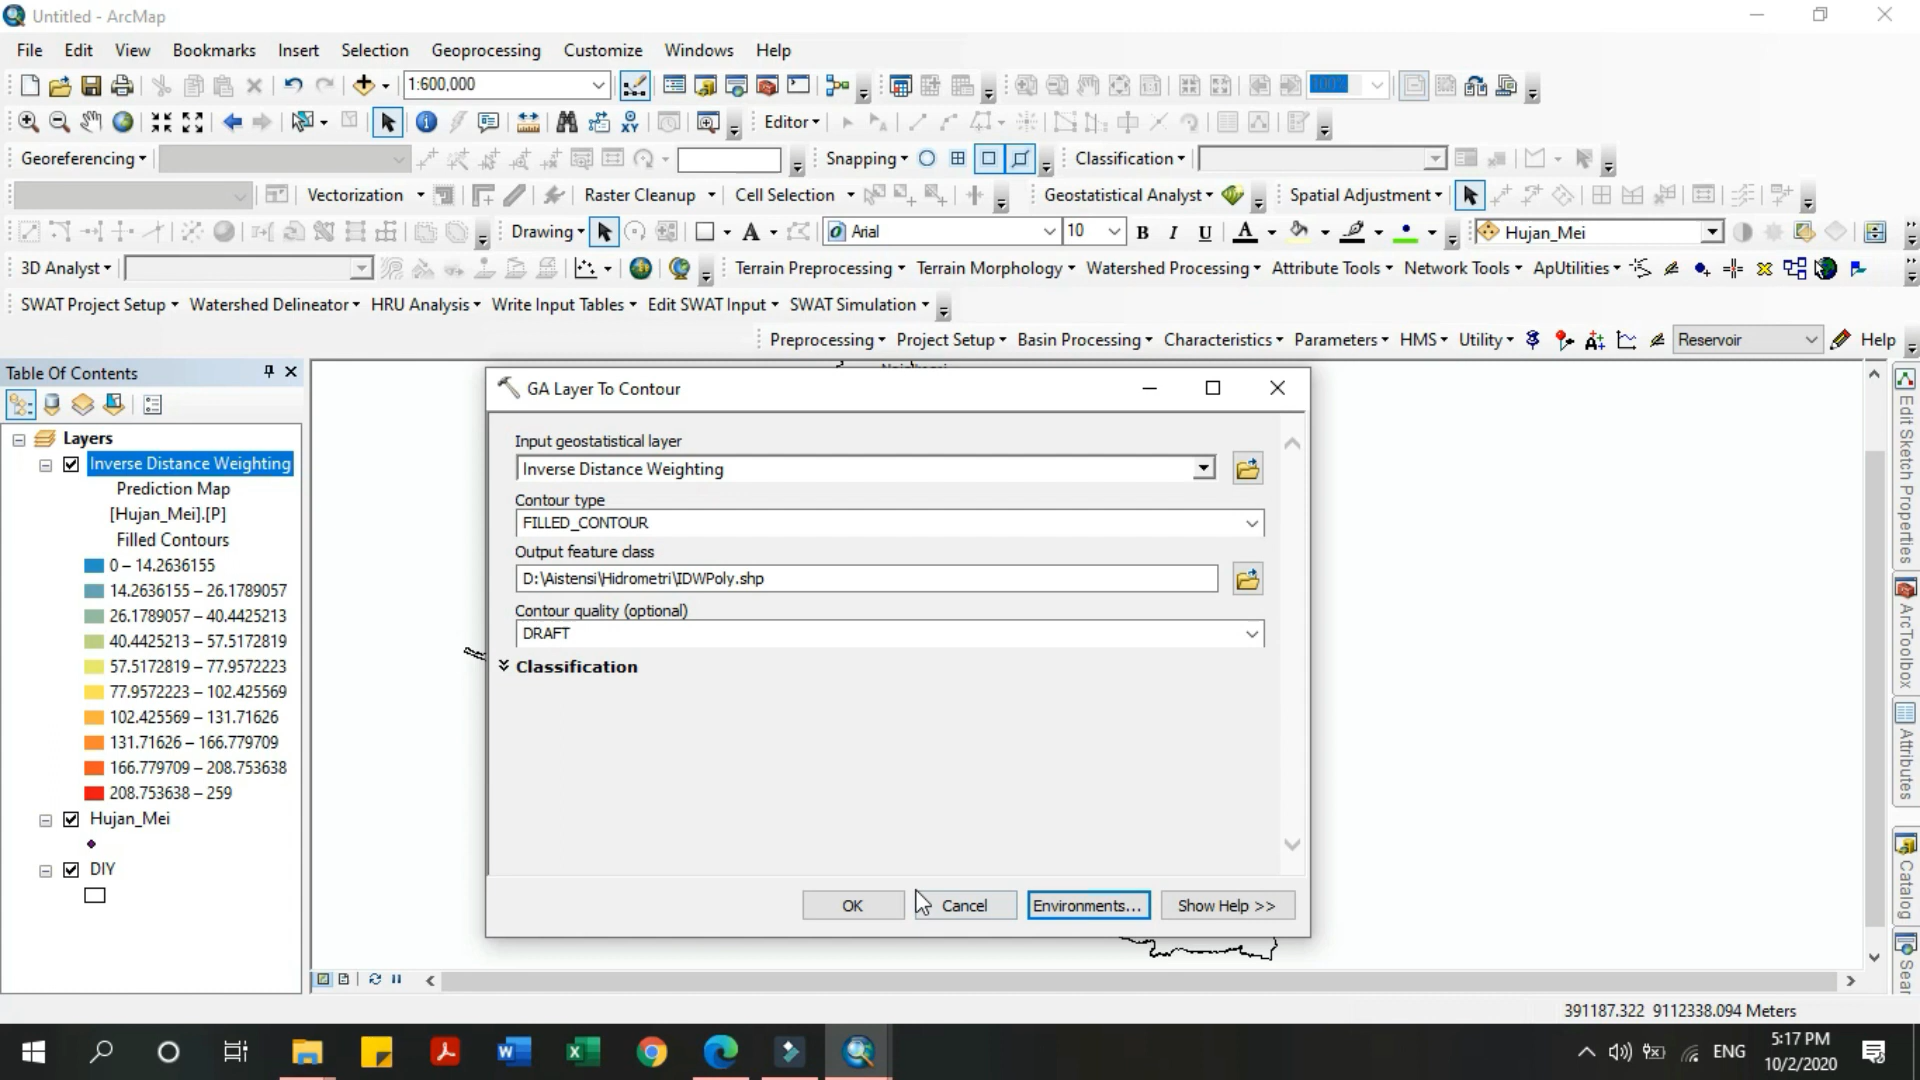 Untitled - ArcMap
File Edit View Bookmarks Insert Selection Geoprocessing Customize Windows Help
1:600,000 100%
Editor
Georeferencing Snapping Classification
Vectorization Raster Cleanup Cell Selection Geostatistical Analyst Spatial Adjustment
Drawing A Arial 10 B I U A Hujan_Mei
3D Analyst Terrain Preprocessing Terrain Morphology Watershed Processing Attribute Tools Network Tools ApUtilities
SWAT Project Setup Watershed Delineator HRU Analysis Write Input Tables Edit SWAT Input SWAT Simulation
Preprocessing Project Setup Basin Processing Characteristics Parameters HMS Utility Reservoir Help
Table Of Contents
Layers
Inverse Distance Weighting
Prediction Map
[Hujan_Mei].[P]
Filled Contours
0 – 14.2636155
14.2636155 – 26.1789057
26.1789057 – 40.4425213
40.4425213 – 57.5172819
57.5172819 – 77.9572223
77.9572223 – 102.425569
102.425569 – 131.71626
131.71626 – 166.779709
166.779709 – 208.753638
208.753638 – 259
Hujan_Mei
DIY
GA Layer To Contour
Input geostatistical layer
Inverse Distance Weighting
Contour type
FILLED_CONTOUR
Output feature class
D:\Aistensi\Hidrometri\IDWPoly.shp
Contour quality (optional)
DRAFT
Classification
OK Cancel Environments... Show Help >>
Edit Sketch Properties
ArcToolbox
Attributes
Catalog
391187.322 9112338.094 Meters
ENG
5:17 PM
10/2/2020